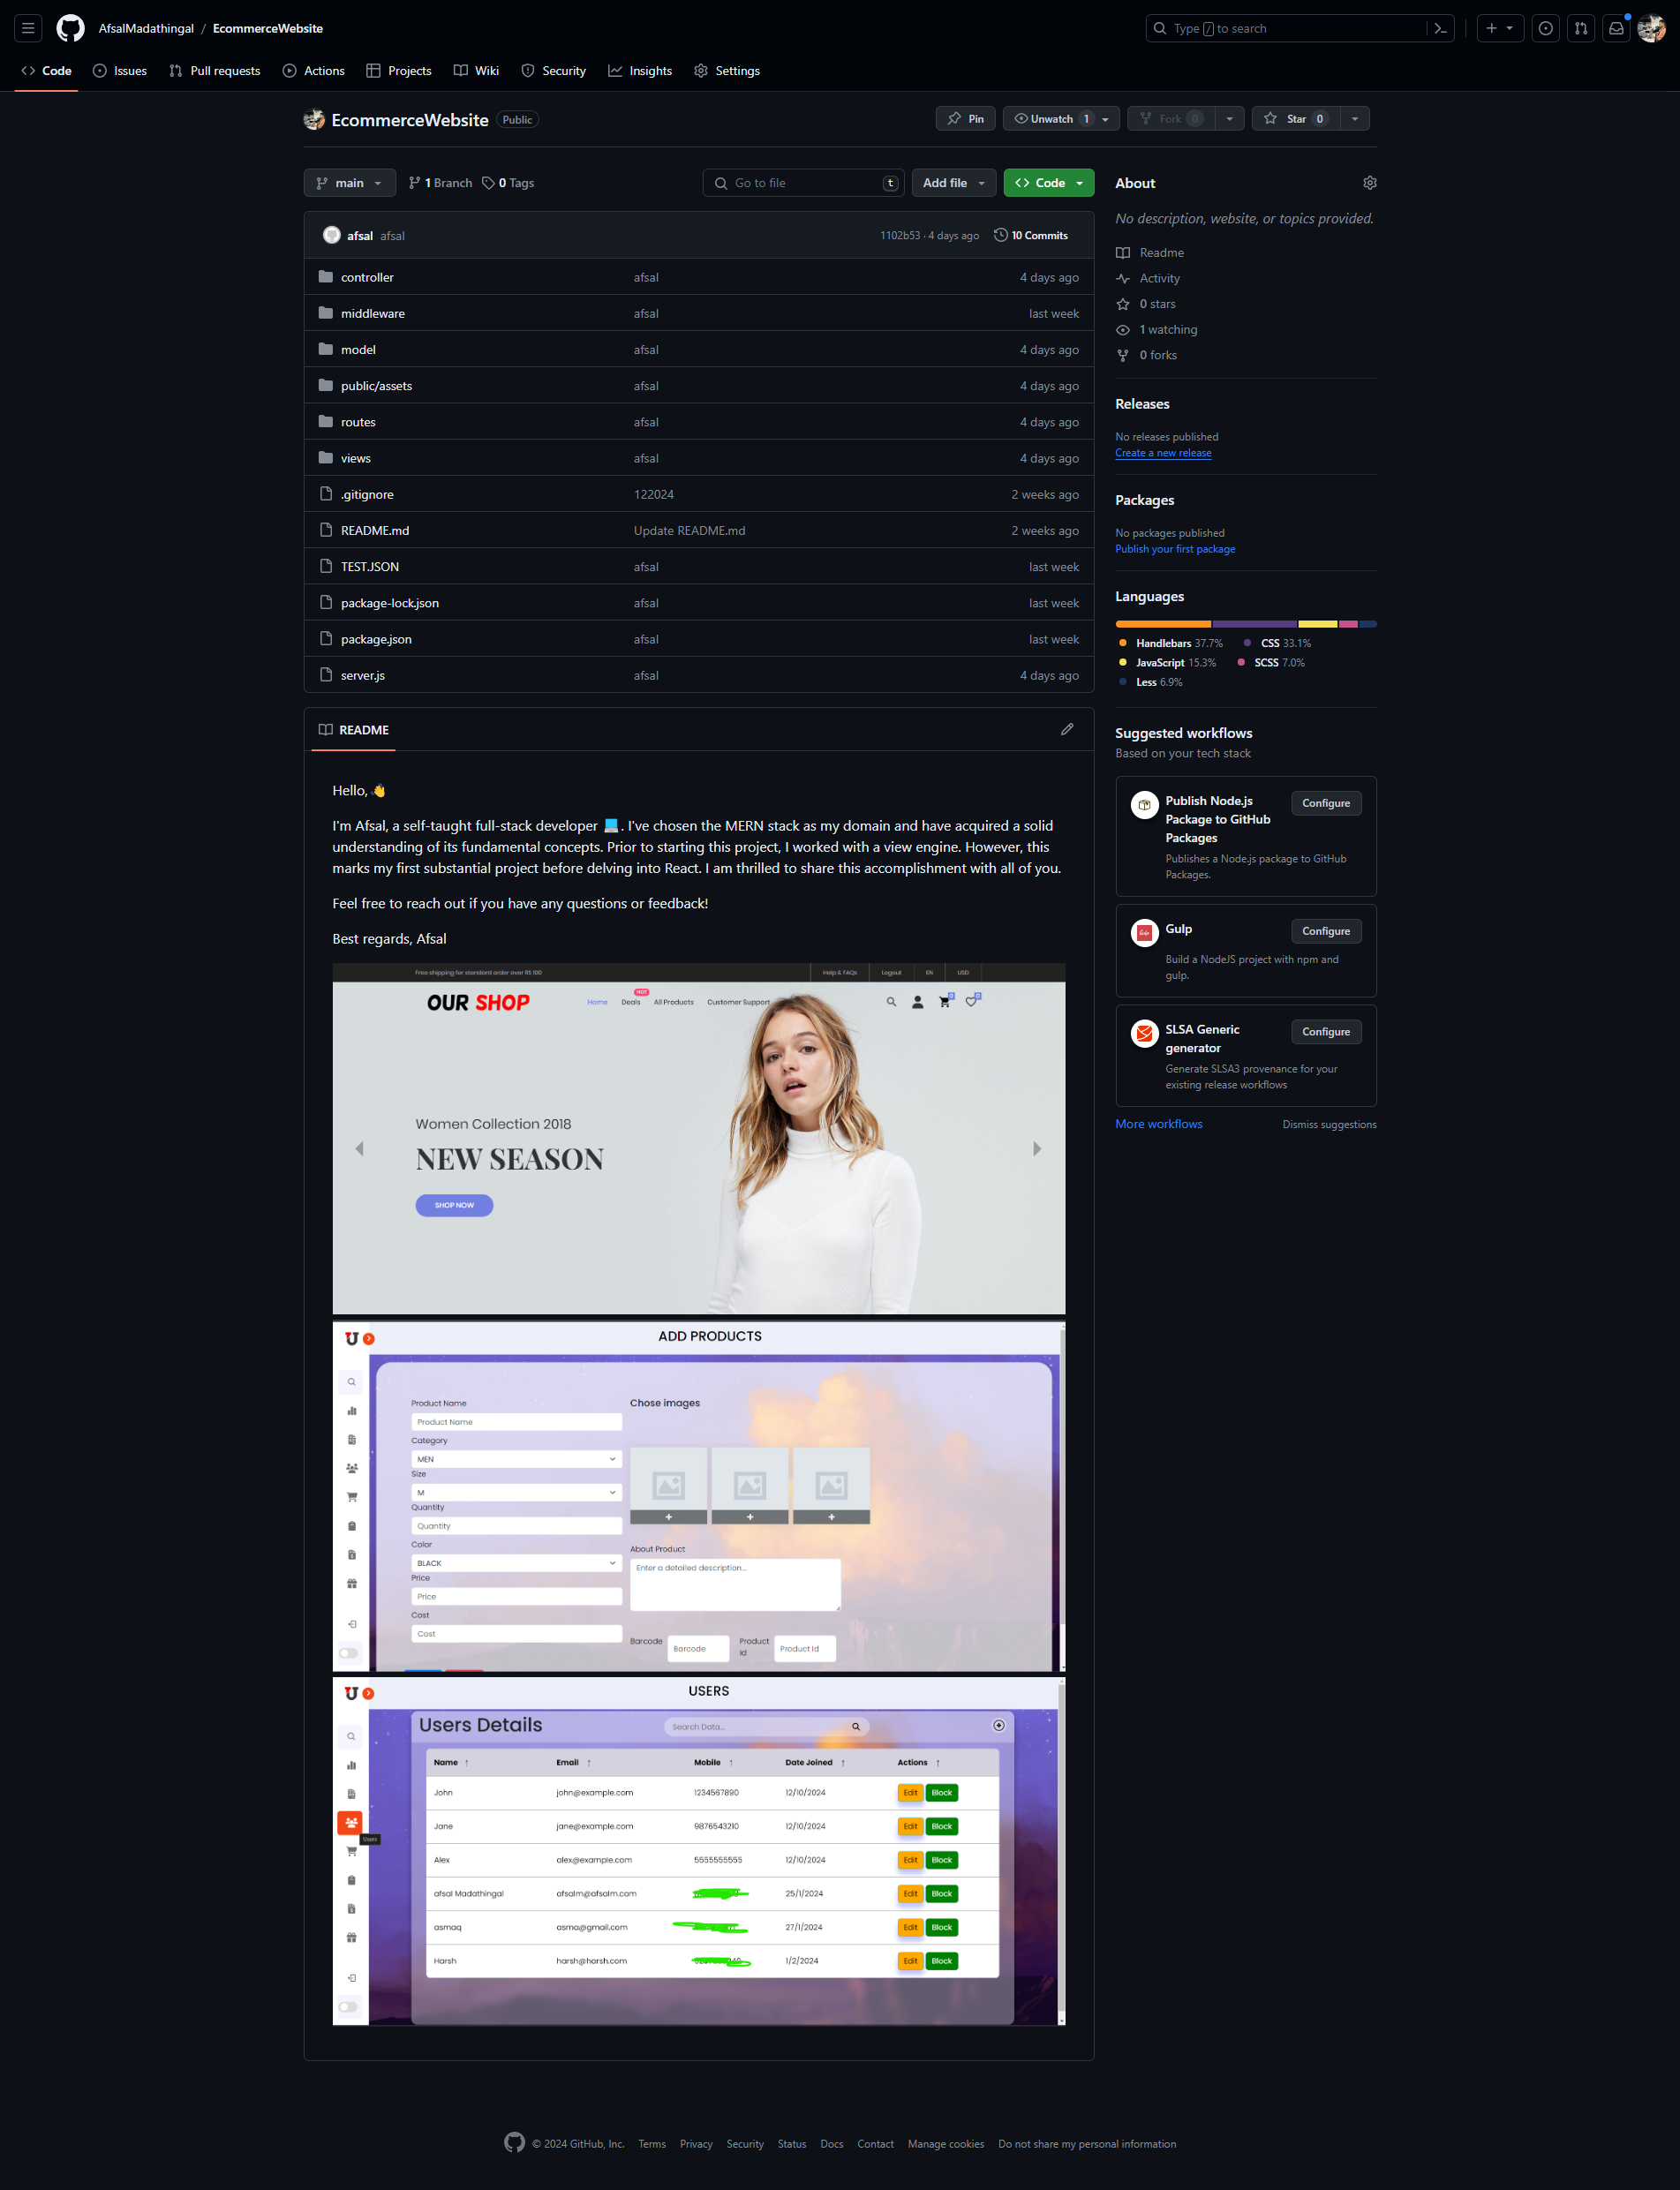 AfsalMadathingal / EcommerceWebsite
Type / to search
Code Issues Pull requests Actions Projects Wiki Security Insights Settings
EcommerceWebsite Public
Pin Unwatch 1 Fork 0 Star 0
main 1 Branch 0 Tags
Go to file t Add file Code
afsal afsal 1102b53 · 4 days ago 10 Commits
controller afsal 4 days ago
middleware afsal last week
model afsal 4 days ago
public/assets afsal 4 days ago
routes afsal 4 days ago
views afsal 4 days ago
.gitignore 122024 2 weeks ago
README.md Update README.md 2 weeks ago
TEST.JSON afsal last week
package-lock.json afsal last week
package.json afsal last week
server.js afsal 4 days ago
About
No description, website, or topics provided.
Readme
Activity
0 stars
1 watching
0 forks
Releases
No releases published
Create a new release
Packages
No packages published
Publish your first package
Languages
Handlebars 37.7% CSS 33.1%
JavaScript 15.3% SCSS 7.0%
Less 6.9%
Suggested workflows
Based on your tech stack
Publish Node.js
Package to GitHub
Packages
Configure
Publishes a Node.js package to GitHub
Packages.
Gulp
Configure
Build a NodeJS project with npm and
gulp.
SLSA Generic
generator
Configure
Generate SLSA3 provenance for your
existing release workflows
More workflows Dismiss suggestions
README
Hello, 👋
I'm Afsal, a self-taught full-stack developer 💻. I've chosen the MERN stack as my domain and have acquired a solid
understanding of its fundamental concepts. Prior to starting this project, I worked with a view engine. However, this
marks my first substantial project before delving into React. I am thrilled to share this accomplishment with all of you.
Feel free to reach out if you have any questions or feedback!
Best regards, Afsal
Free shipping for standard order over RS 100 Help & FAQs Logout EN USD
OUR SHOP Home Deals HOT All Products Customer Support 0 0
Women Collection 2018
NEW SEASON
SHOP NOW
ADD PRODUCTS
Product Name
Product Name
Category
MEN
Size
M
Quantity
Quantity
Color
BLACK
Price
Price
Cost
Cost
Chose images
+ + +
About Product
Enter a detailed description...
Barcode Barcode Product Id Product Id
USERS
Users Details Search Data...
Name ↑ Email ↑ Mobile ↑ Date Joined ↑ Actions ↑
John john@example.com 1234567890 12/10/2024 Edit Block
Jane jane@example.com 9876543210 12/10/2024 Edit Block
Alex alex@example.com 5555555555 12/10/2024 Edit Block
afsal Madathingal afsalm@afsalm.com 25/1/2024 Edit Block
asmaq asma@gmail.com 27/1/2024 Edit Block
Harsh harsh@harsh.com 1/2/2024 Edit Block
Users
© 2024 GitHub, Inc. Terms Privacy Security Status Docs Contact Manage cookies Do not share my personal information